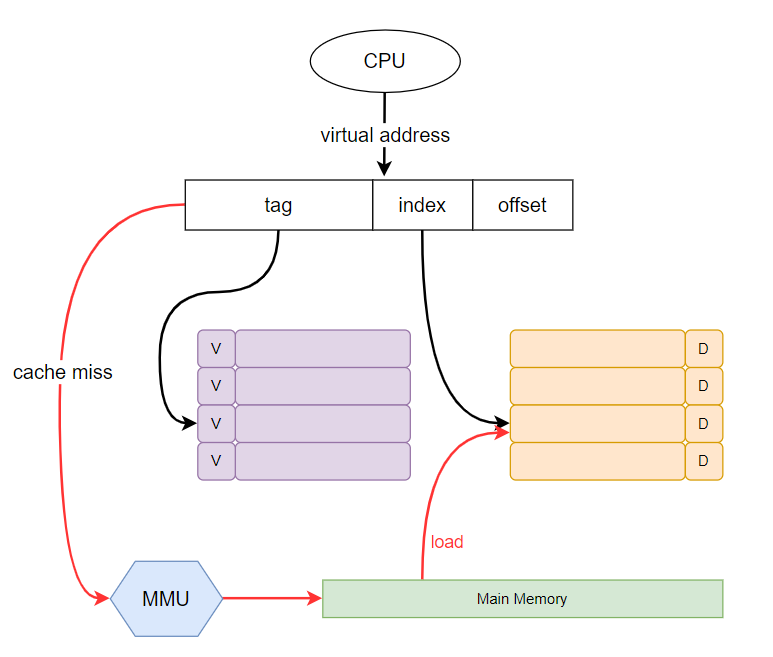 CPU
virtual address
tag index offset
V D
cache miss
V D
V D
V D
load
MMU
Main Memory